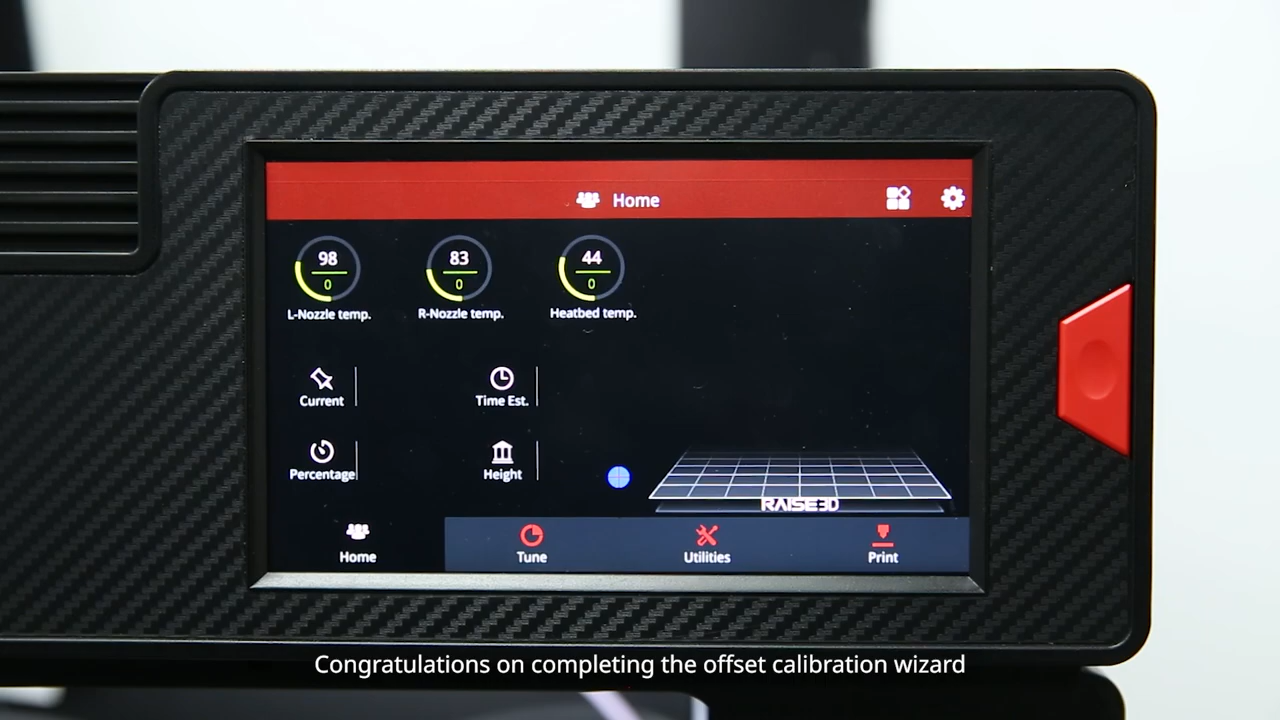 Home
98
0
L-Nozzle temp.
83
0
R-Nozzle temp.
44
0
Heatbed temp.
Current
Time Est.
Percentage
Height
RAISE3D
Home
Tune
Utilities
Print
Congratulations on completing the offset calibration wizard